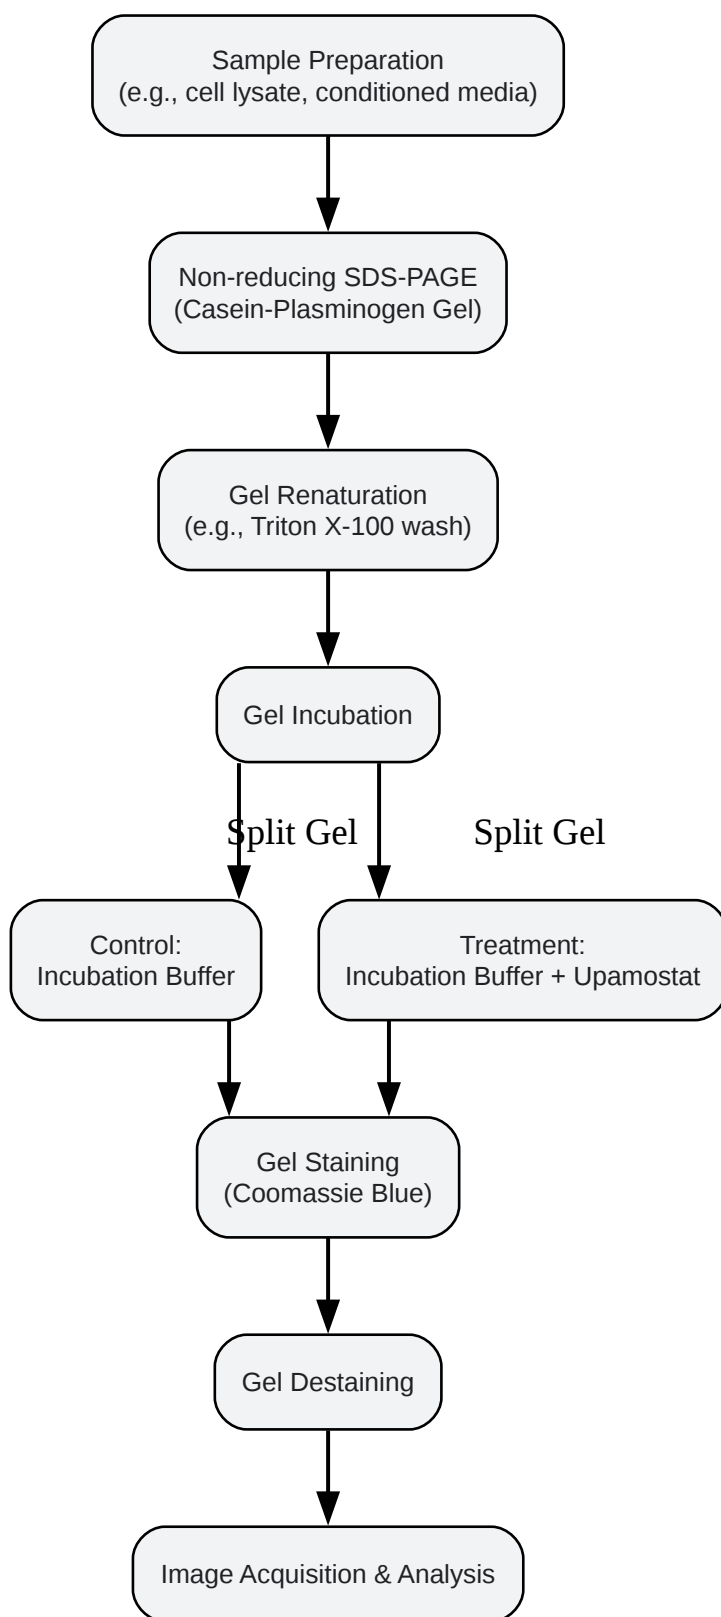 Sample Preparation
(e.g., cell lysate, conditioned media)
Non-reducing SDS-PAGE
(Casein-Plasminogen Gel)
Gel Renaturation
(e.g., Triton X-100 wash)
Gel Incubation
Split Gel
Split Gel
Control:
Incubation Buffer
Treatment:
Incubation Buffer + Upamostat
Gel Staining
(Coomassie Blue)
Gel Destaining
Image Acquisition & Analysis